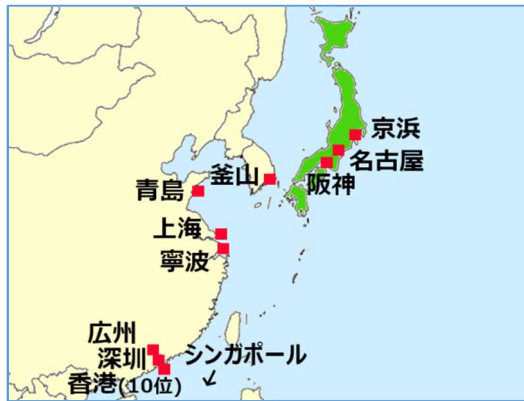 京浜
名古屋
阪神
釜山
青島
上海
寧波
広州
深圳
シンガポール
香港(10位)